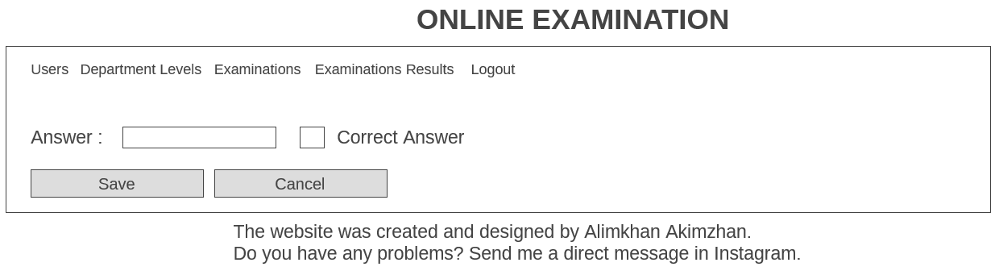 ONLINE EXAMINATION
Users Department Levels Examinations Examinations Results Logout
Answer : Correct Answer
Save Cancel
The website was created and designed by Alimkhan Akimzhan.
Do you have any problems? Send me a direct message in Instagram.